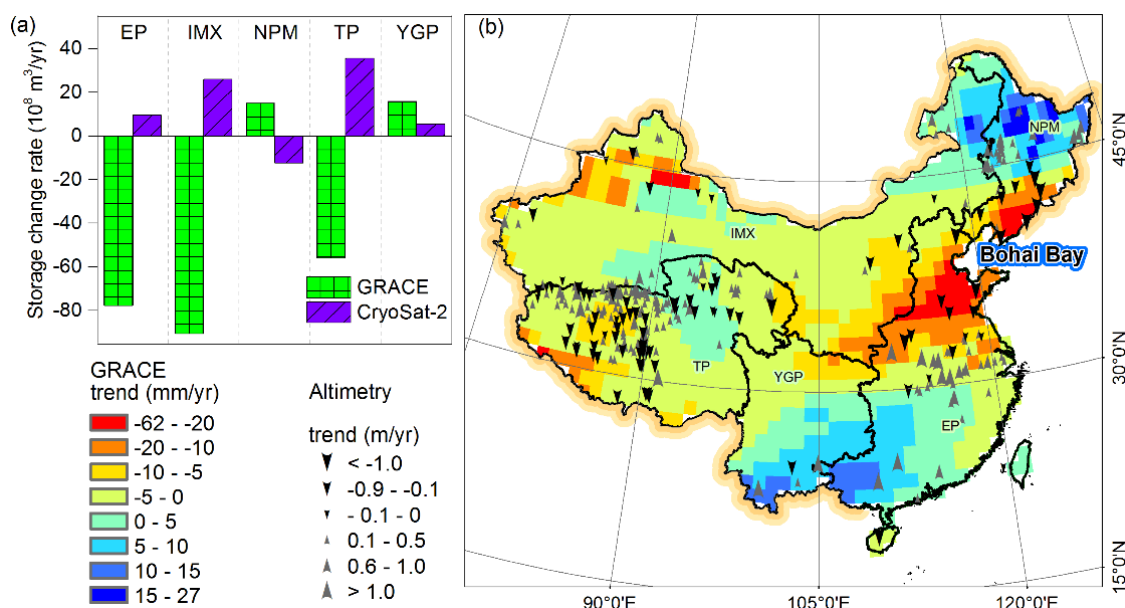 (a)
EP IMX NPM TP YGP
Storage change rate (10⁸ m³/yr)
40
20
0
-20
-40
-60
-80
GRACE
CryoSat-2
GRACE
trend (mm/yr)
-62 - -20
-20 - -10
-10 - -5
-5 - 0
0 - 5
5 - 10
10 - 15
15 - 27
Altimetry
trend (m/yr)
< -1.0
-0.9 - -0.1
- 0.1 - 0
0.1 - 0.5
0.6 - 1.0
> 1.0
(b)
NPM
IMX
Bohai Bay
TP
YGP
EP
45°0'N
30°0'N
15°0'N
90°0'E
105°0'E
120°0'E